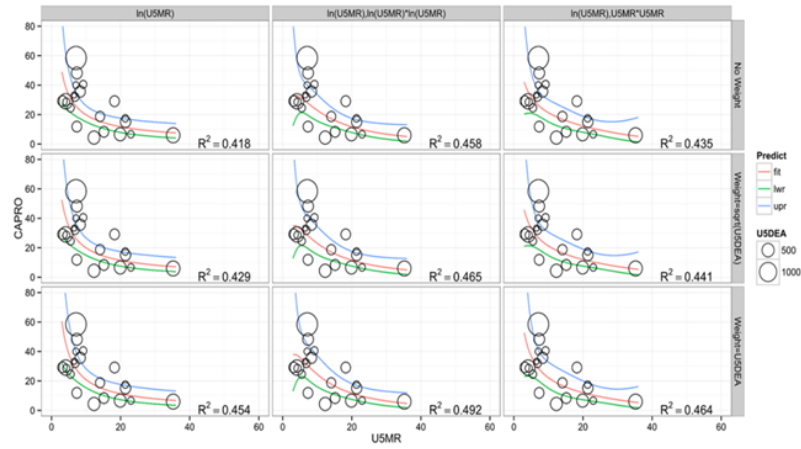 ln(U5MR)
ln(U5MR),ln(U5MR)*ln(U5MR)
ln(U5MR),U5MR*U5MR
80
60
40
20
0
R² = 0.418
R² = 0.458
R² = 0.435
No Weight
80
60
40
20
0
R² = 0.429
R² = 0.465
R² = 0.441
Weight=sqrt(U5DEA)
80
60
40
20
0
R² = 0.454
R² = 0.492
R² = 0.464
Weight=U5DEA
CAPRO
0 20 40 60
0 20 40 60
0 20 40 60
U5MR
Predict
fit
lwr
upr
U5DEA
500
1000